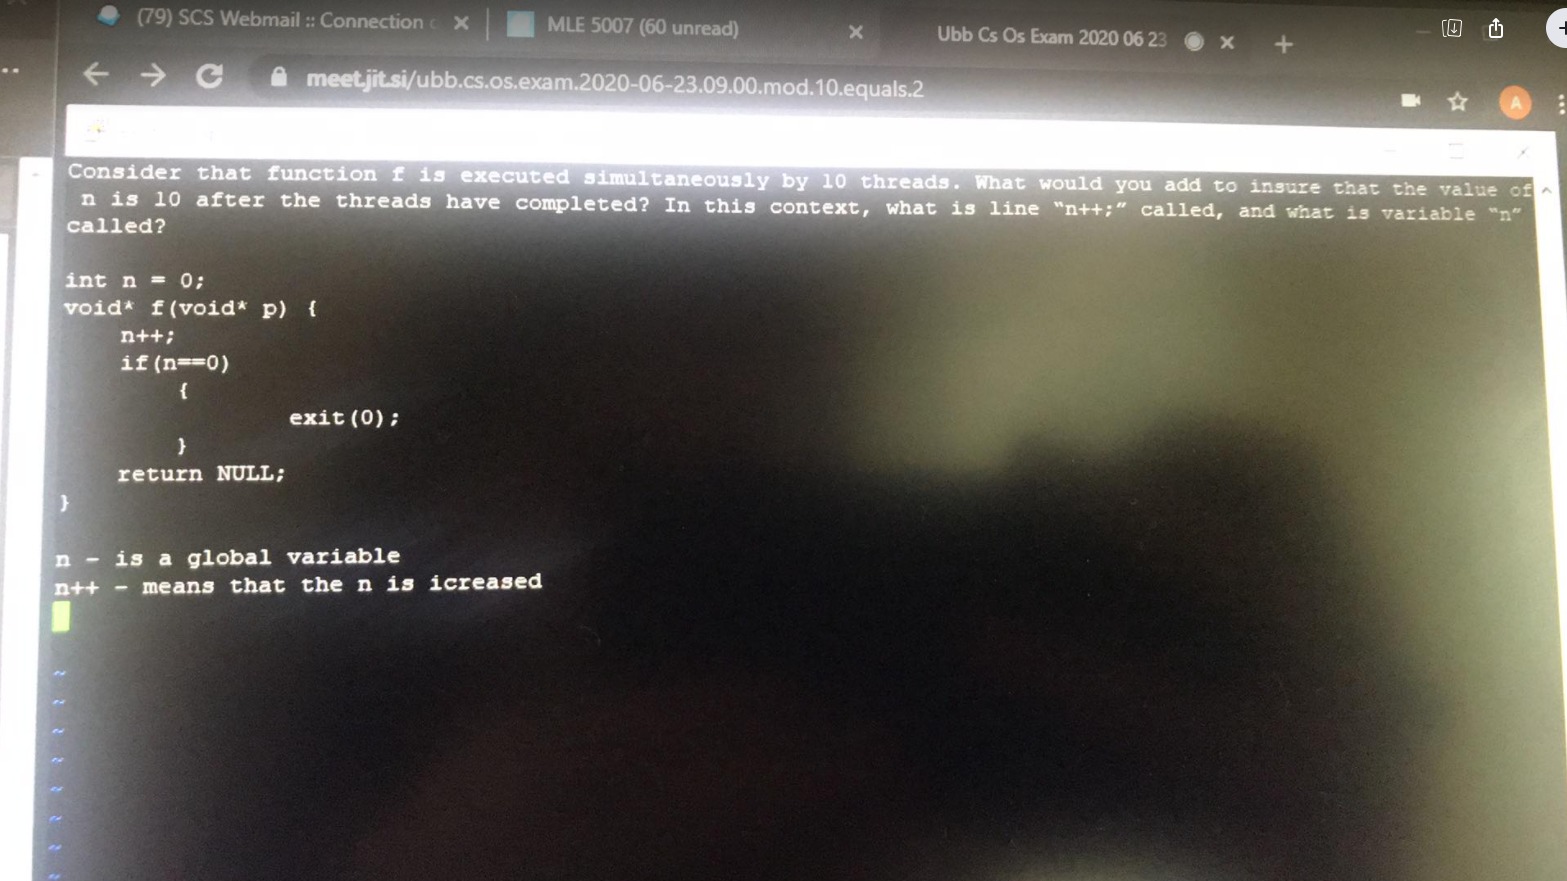 (79) SCS Webmail :: Connection
MLE 5007 (60 unread)
Ubb Cs Os Exam 2020 06 23
meet.jit.si/ubb.cs.os.exam.2020-06-23.09.00.mod.10.equals.2
A
Consider that function f is executed simultaneously by 10 threads. What would you add to insure that the value of
n is 10 after the threads have completed? In this context, what is line "n++;" called, and what is variable "n"
called?
int n = 0;
void* f(void* p) {
n++;
if(n==0)
{
exit(0);
}
return NULL;
}
n - is a global variable
n++ - means that the n is icreased
~
~
~
~
~
~
~
~